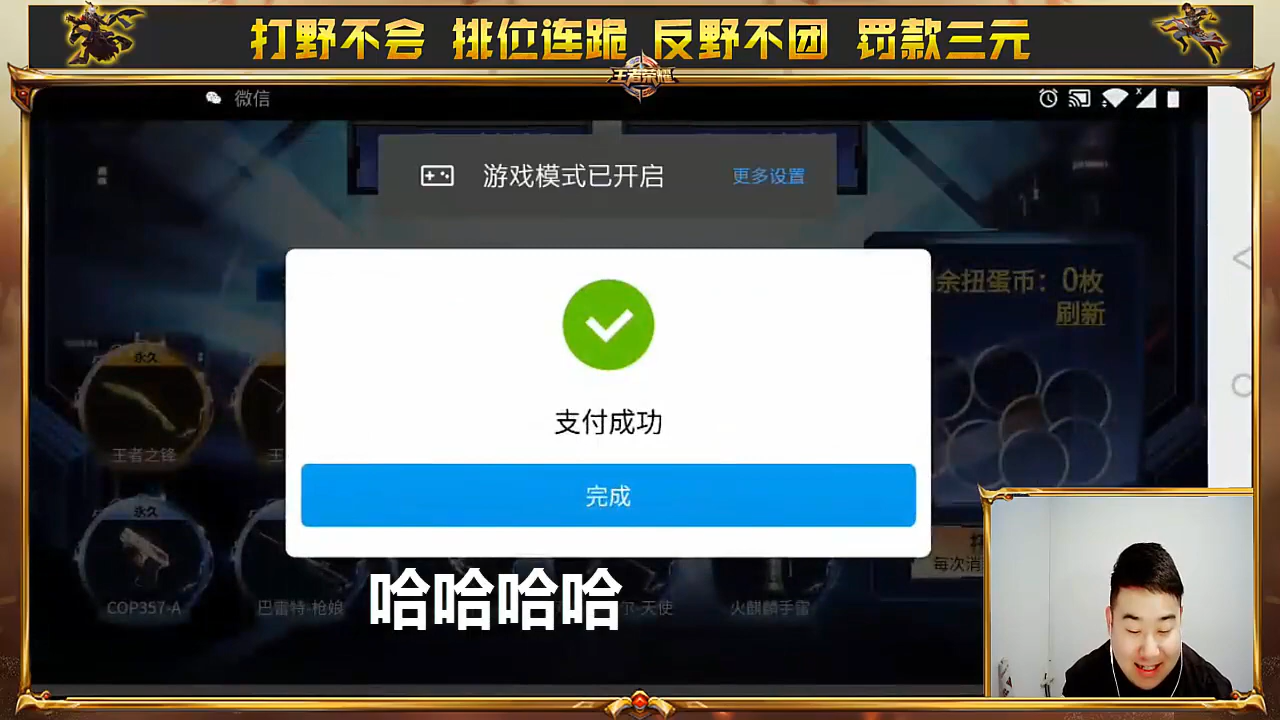 打野不会 排位连跪 反野不团 罚款三元
王者荣耀
微信
游戏模式已开启
更多设置
余扭蛋币：0枚
刷新
支付成功
完成
永久
王者之锋
王
永久
COP357-A
巴雷特-枪娘
尔-天使
火麒麟手雷
每次消
哈哈哈哈